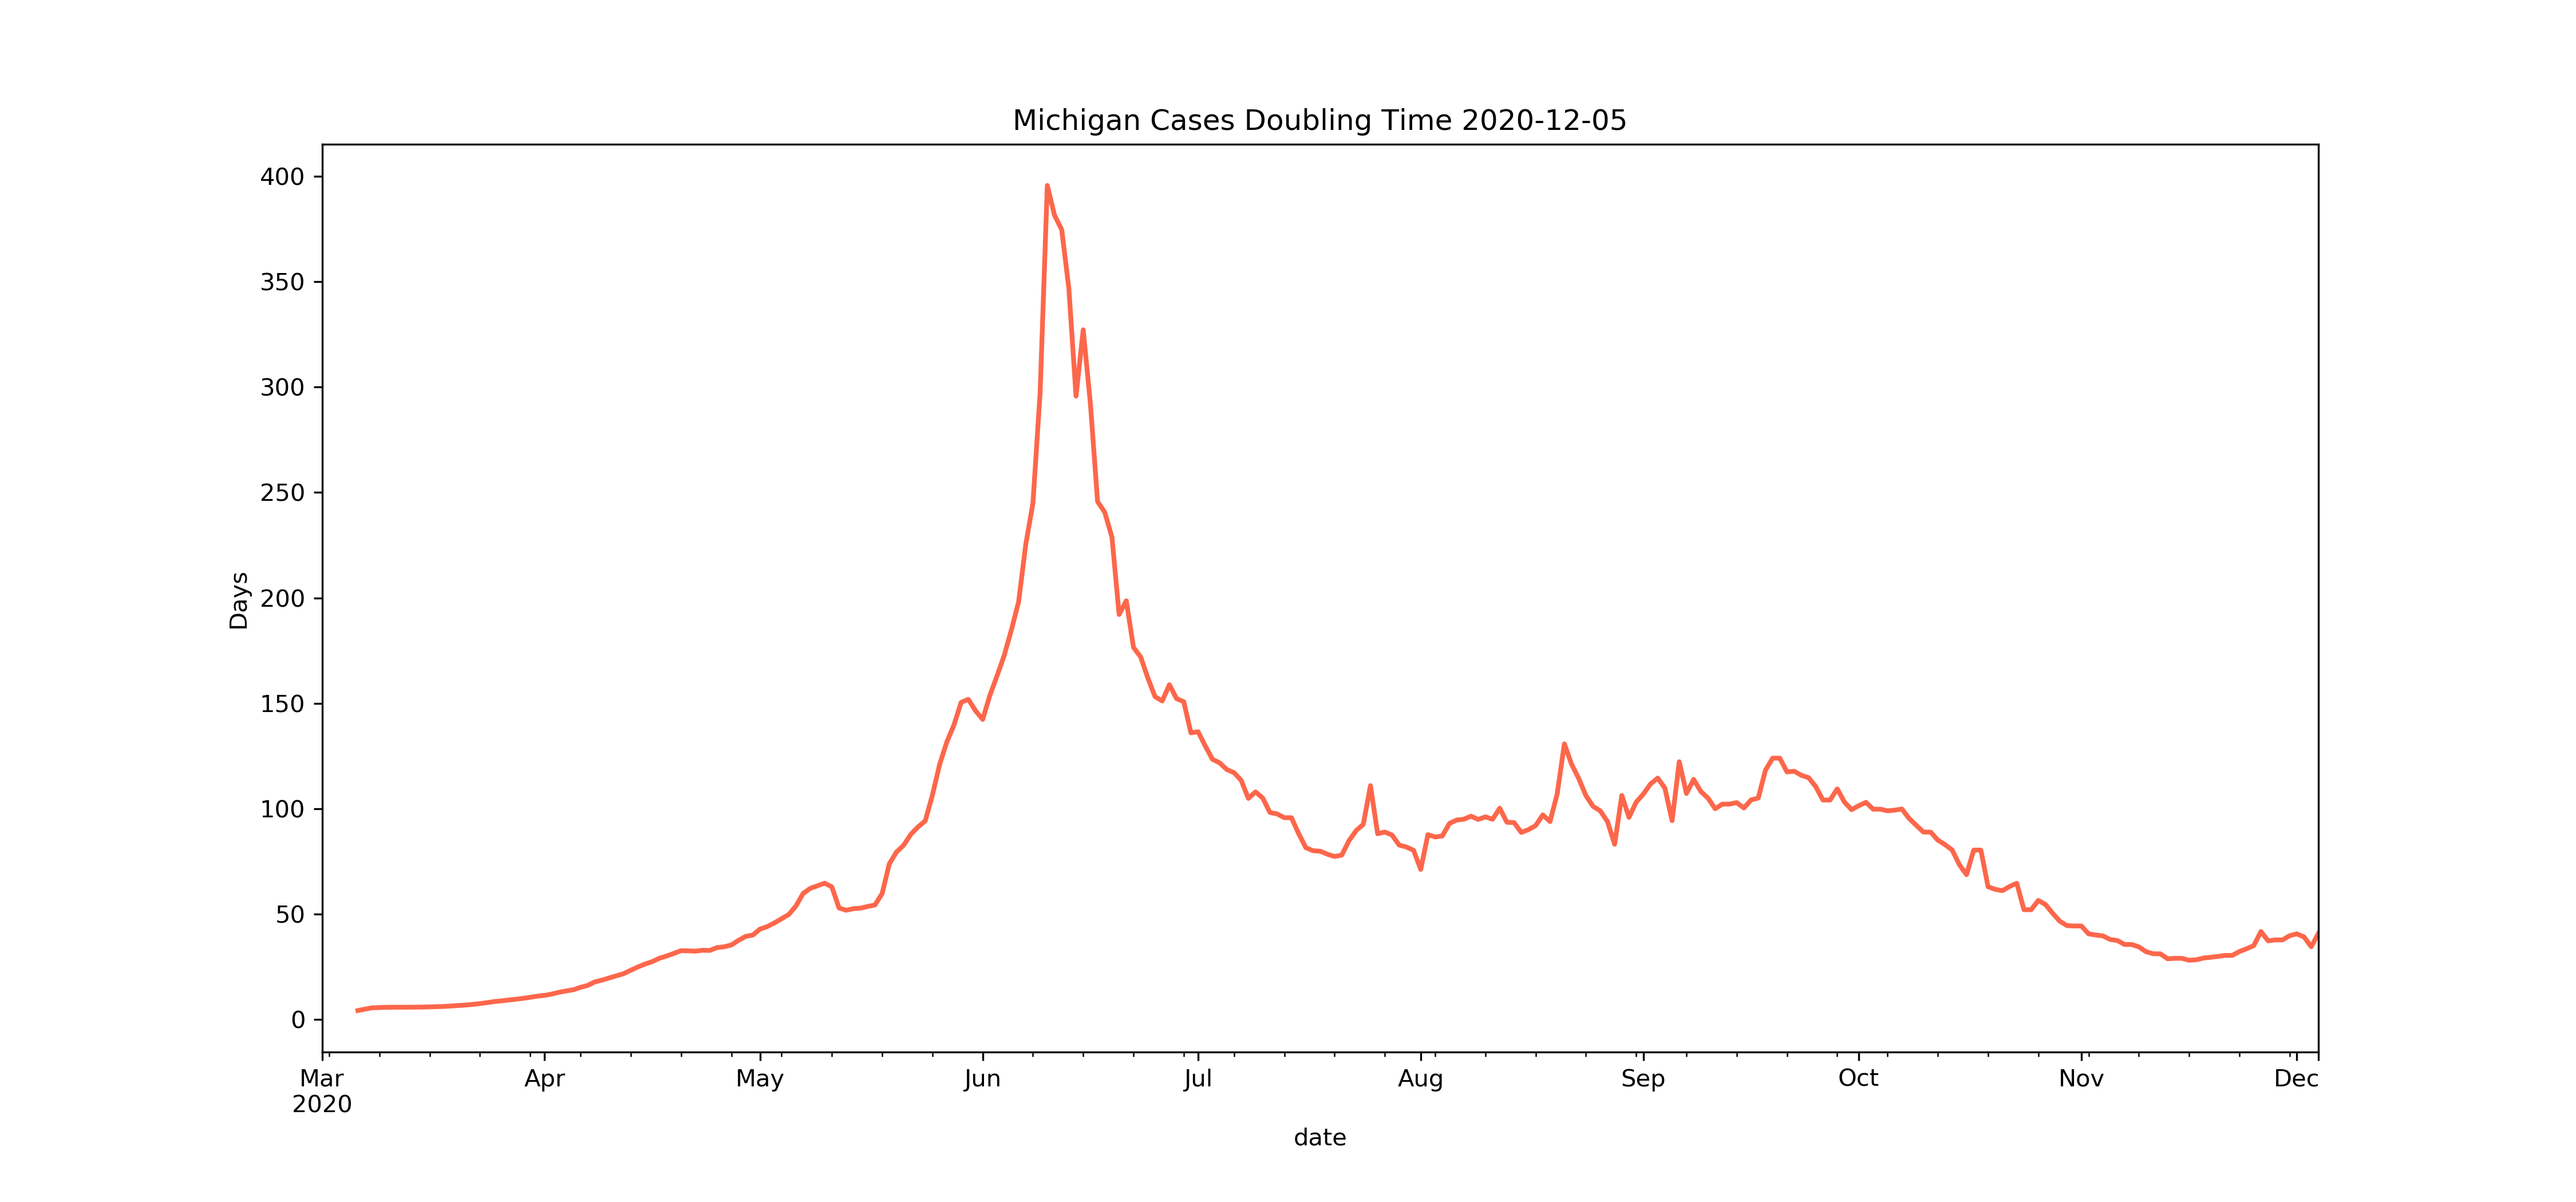 Michigan Cases Doubling Time 2020-12-05
400
350
300
250
200
150
100
50
0
Days
Mar Apr May Jun Jul Aug Sep Oct Nov Dec
2020
date